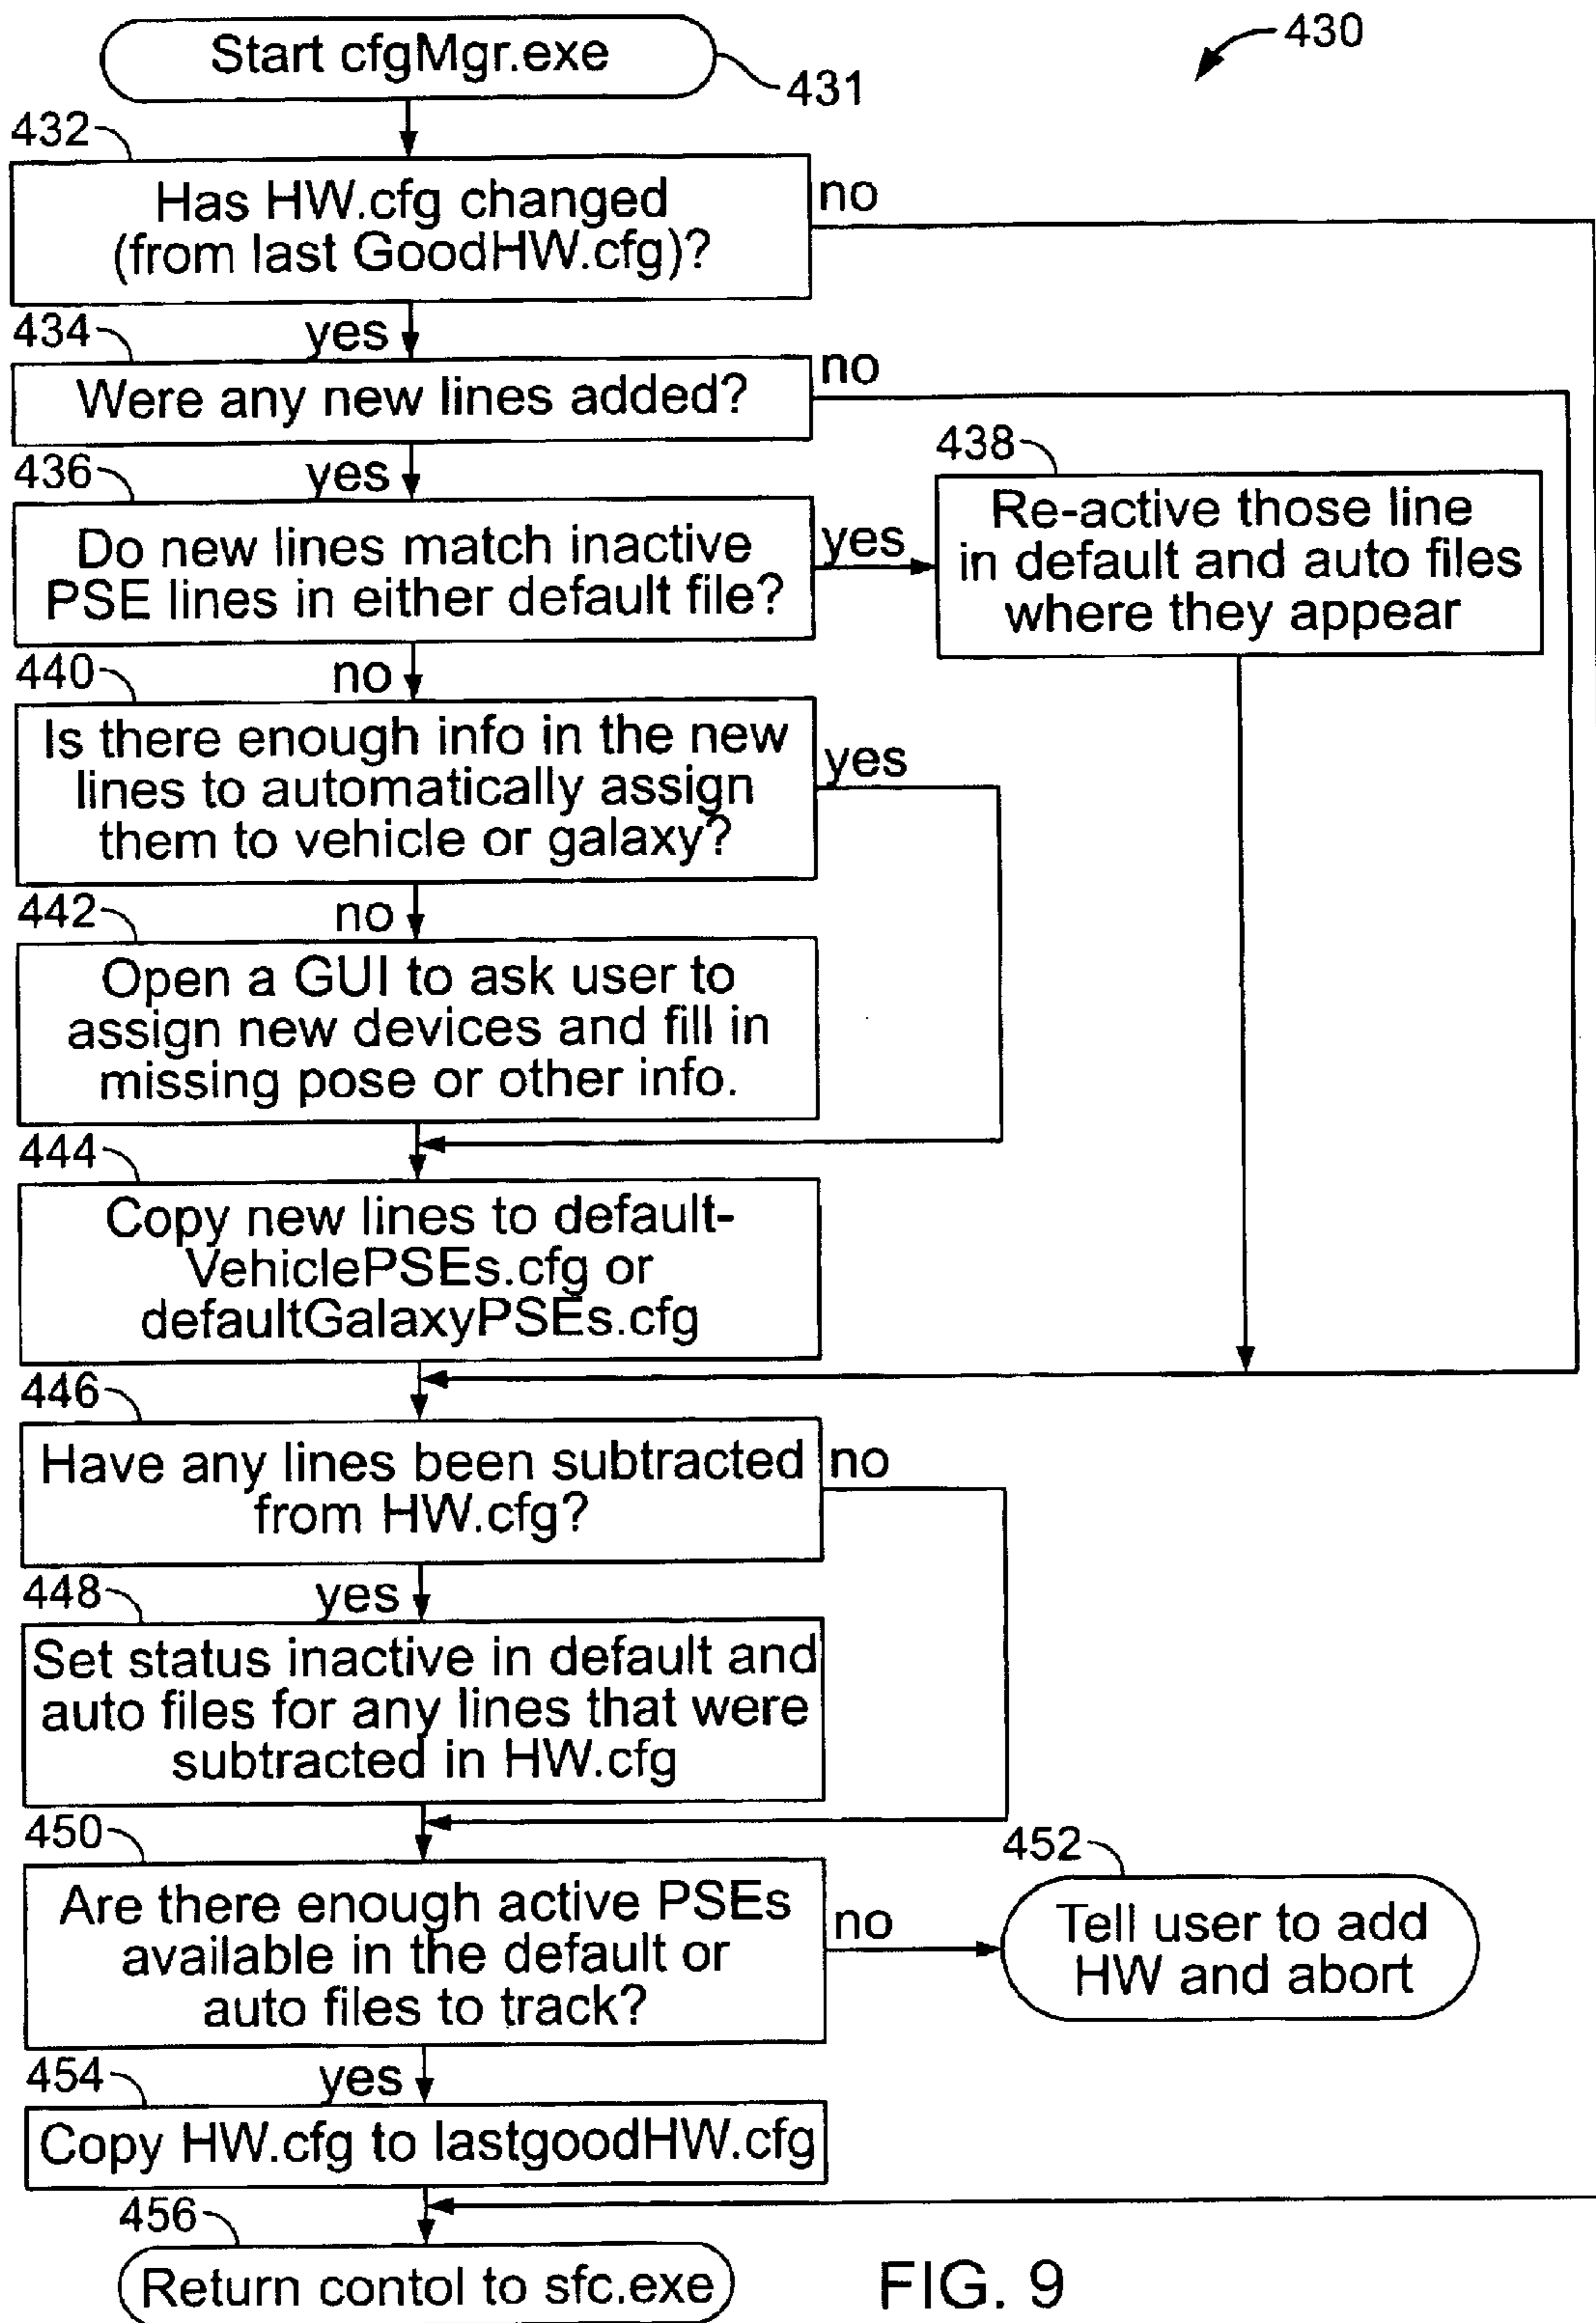 Start cfgMgr.exe
430
431
432
Has HW.cfg changed
(from last GoodHW.cfg)?
no
yes
434
Were any new lines added?
no
yes
436
Do new lines match inactive
PSE lines in either default file?
yes
438
Re-active those line
in default and auto files
where they appear
no
440
Is there enough info in the new
lines to automatically assign
them to vehicle or galaxy?
yes
no
442
Open a GUI to ask user to
assign new devices and fill in
missing pose or other info.
444
Copy new lines to default-
VehiclePSEs.cfg or
defaultGalaxyPSEs.cfg
446
Have any lines been subtracted
from HW.cfg?
no
yes
448
Set status inactive in default and
auto files for any lines that were
subtracted in HW.cfg
450
Are there enough active PSEs
available in the default or
auto files to track?
no
452
Tell user to add
HW and abort
yes
454
Copy HW.cfg to lastgoodHW.cfg
456
Return contol to sfc.exe
FIG. 9